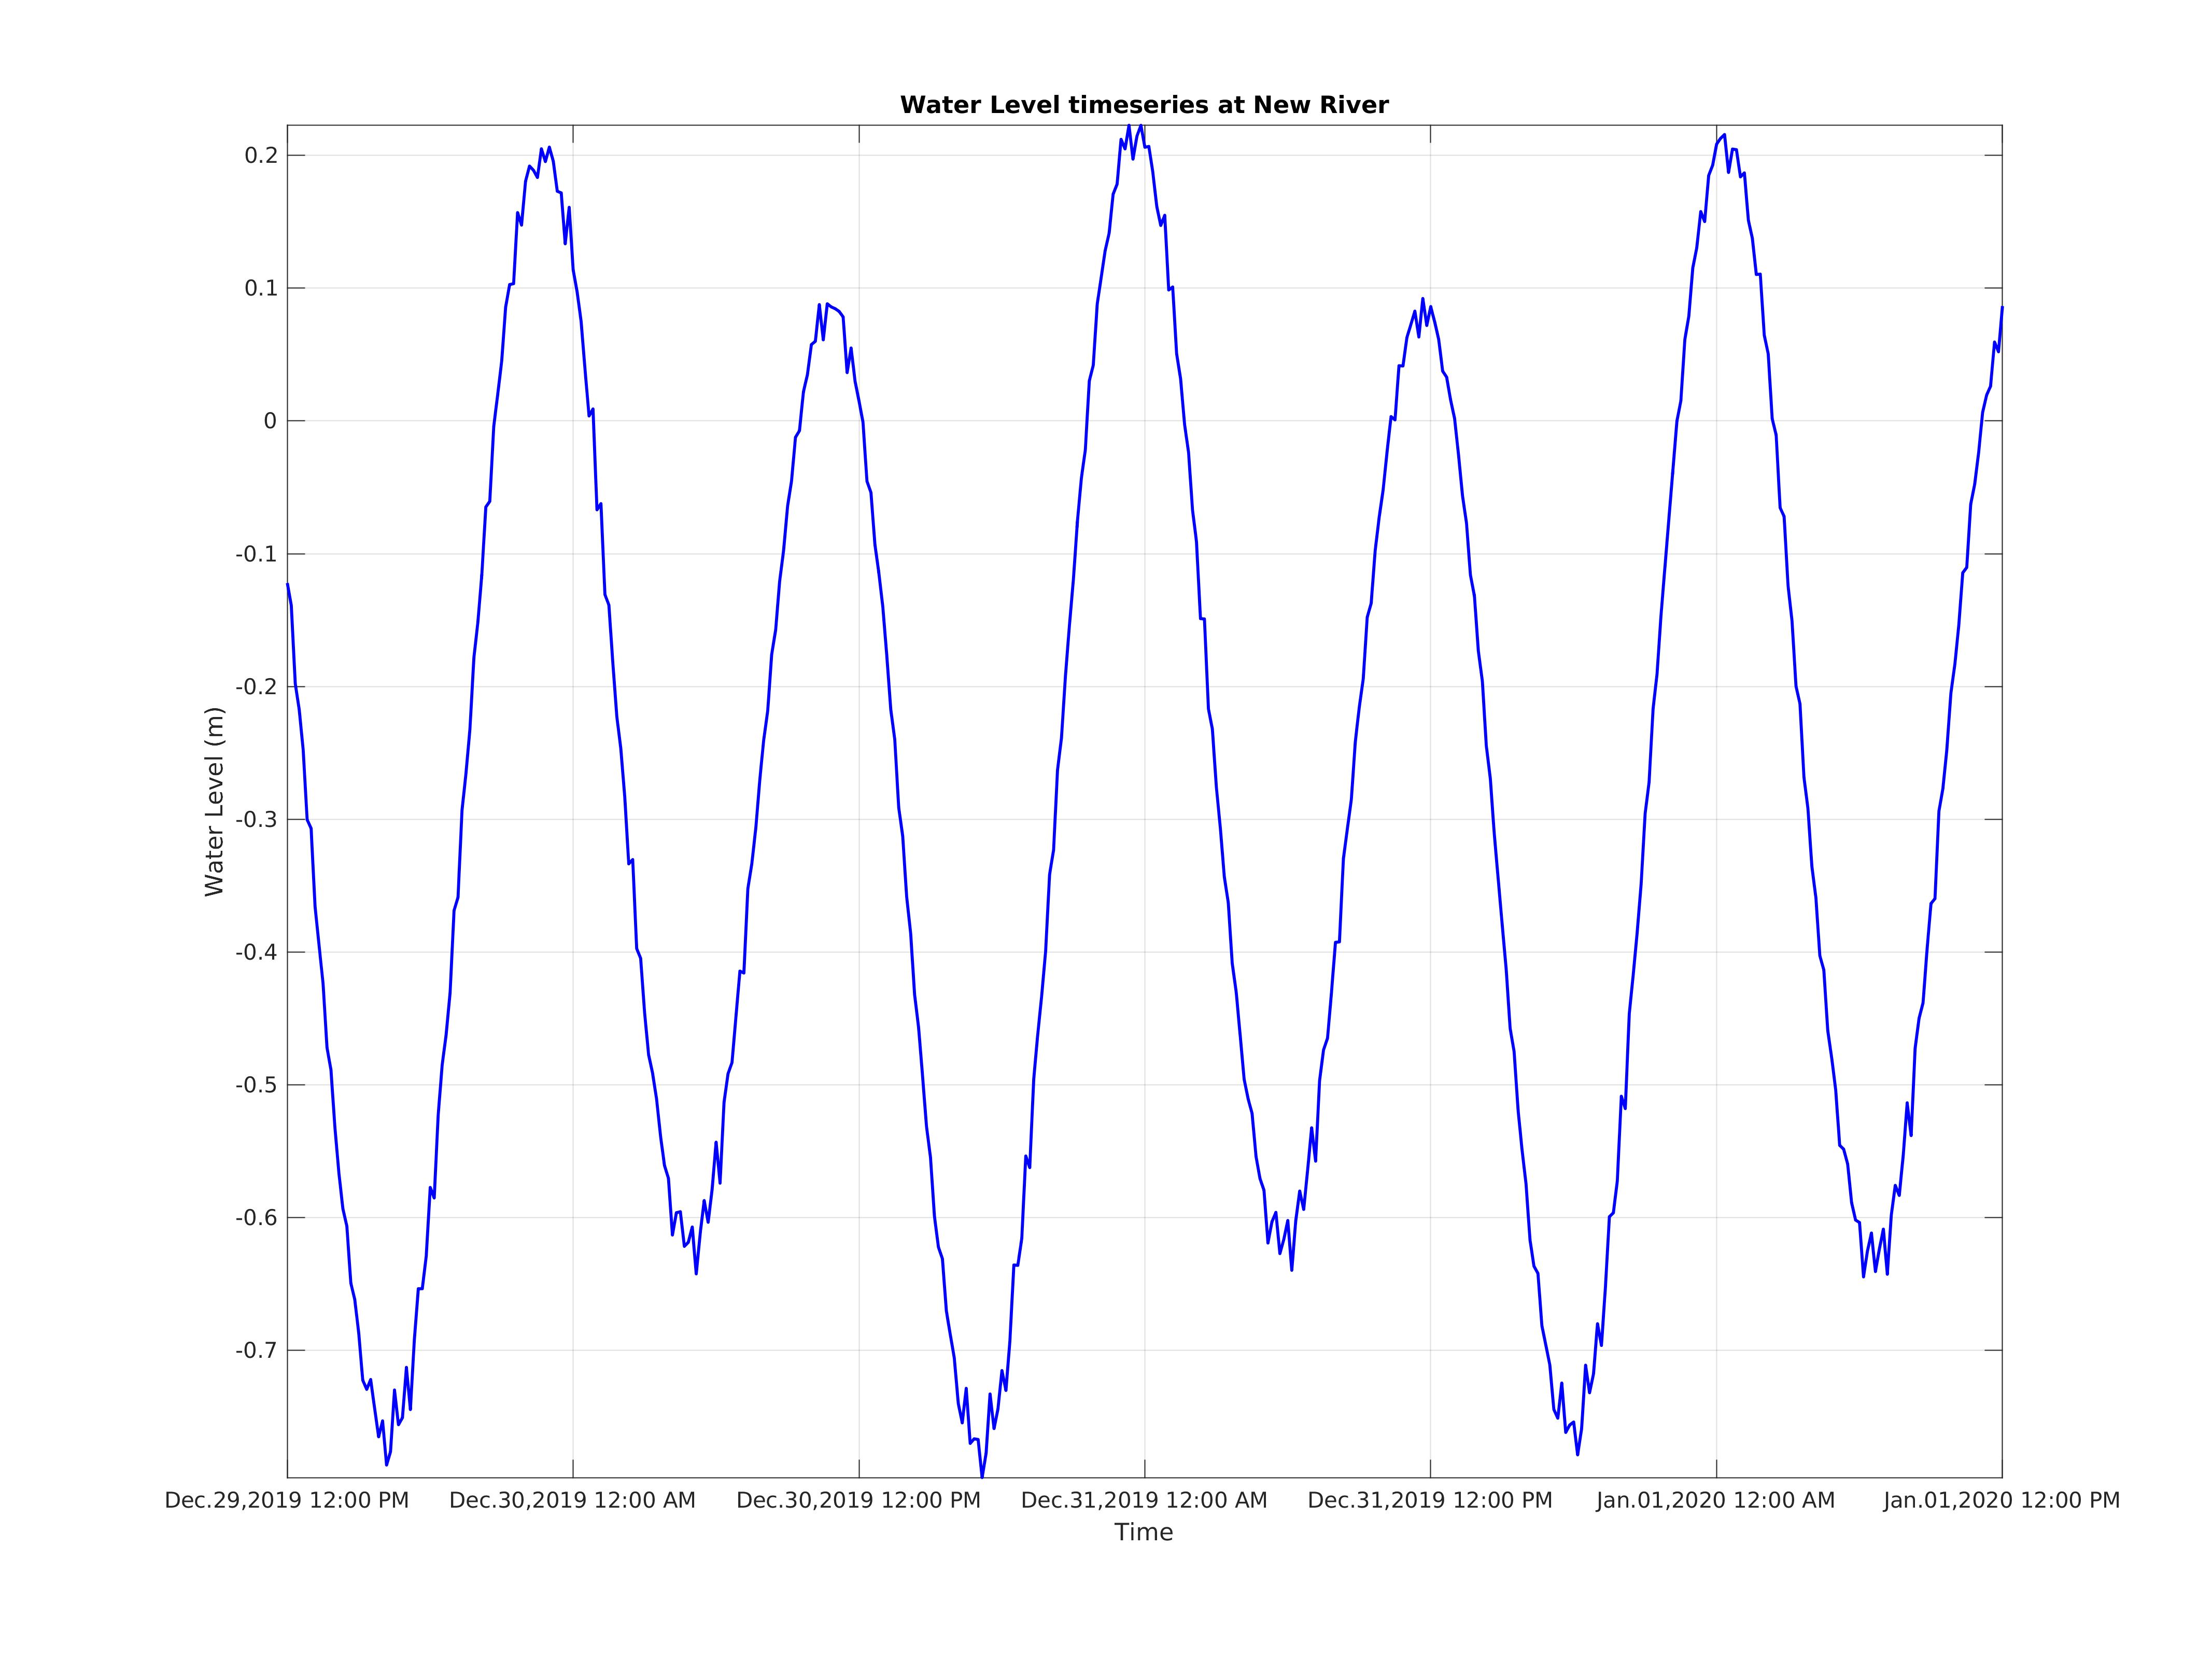 Water Level timeseries at New River
0.2
0.1
0
-0.1
-0.2
-0.3
-0.4
-0.5
-0.6
-0.7
Water Level (m)
Dec.29,2019 12:00 PM Dec.30,2019 12:00 AM Dec.30,2019 12:00 PM Dec.31,2019 12:00 AM Dec.31,2019 12:00 PM Jan.01,2020 12:00 AM Jan.01,2020 12:00 PM
Time